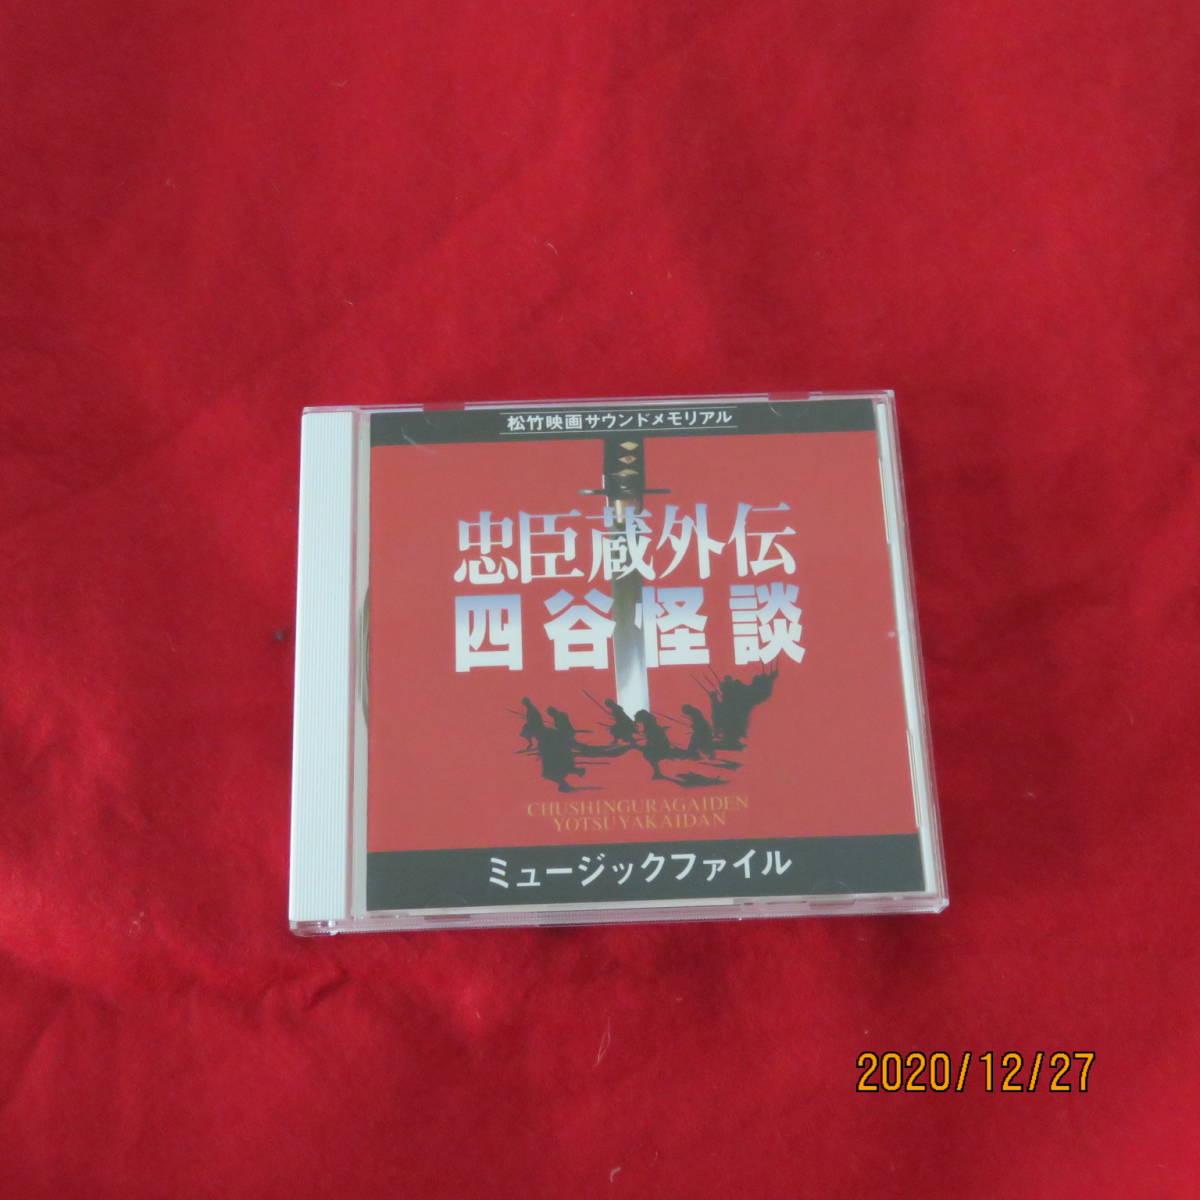 松竹映画サウンドメモリアル
忠臣蔵外伝
四谷怪談
CHUSHINGURAGAIDEN
YOTSUYAKAIDAN
ミュージックファイル
2020/12/27